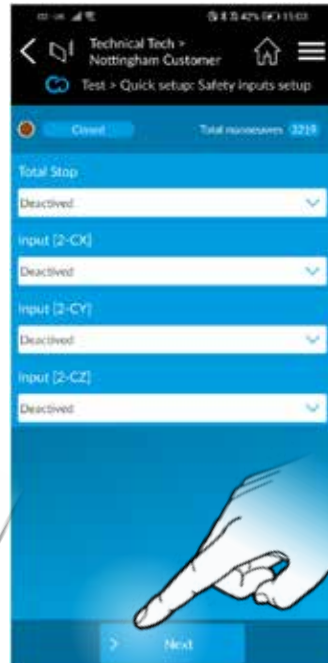 Technical Tech >
Nottingham Customer
Test > Quick setup: Safety inputs setup
Closed
Total manoeuvres 3219
Total Stop
Deactived
Input [2-CX]
Deactived
Input [2-CY]
Deactived
Input [2-CZ]
Deactived
> Next